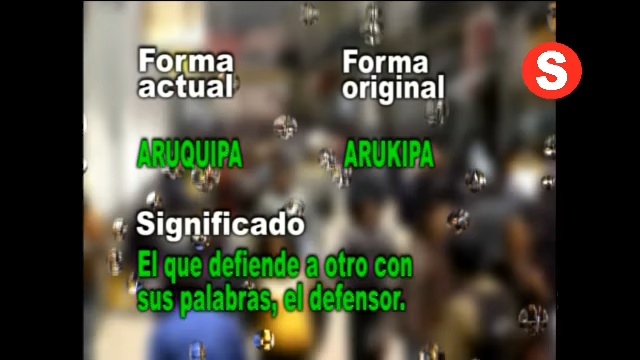 Forma actual
Forma original
ARUQUIPA
ARUKIPA
Significado
El que defiende a otro con
sus palabras, el defensor.
S